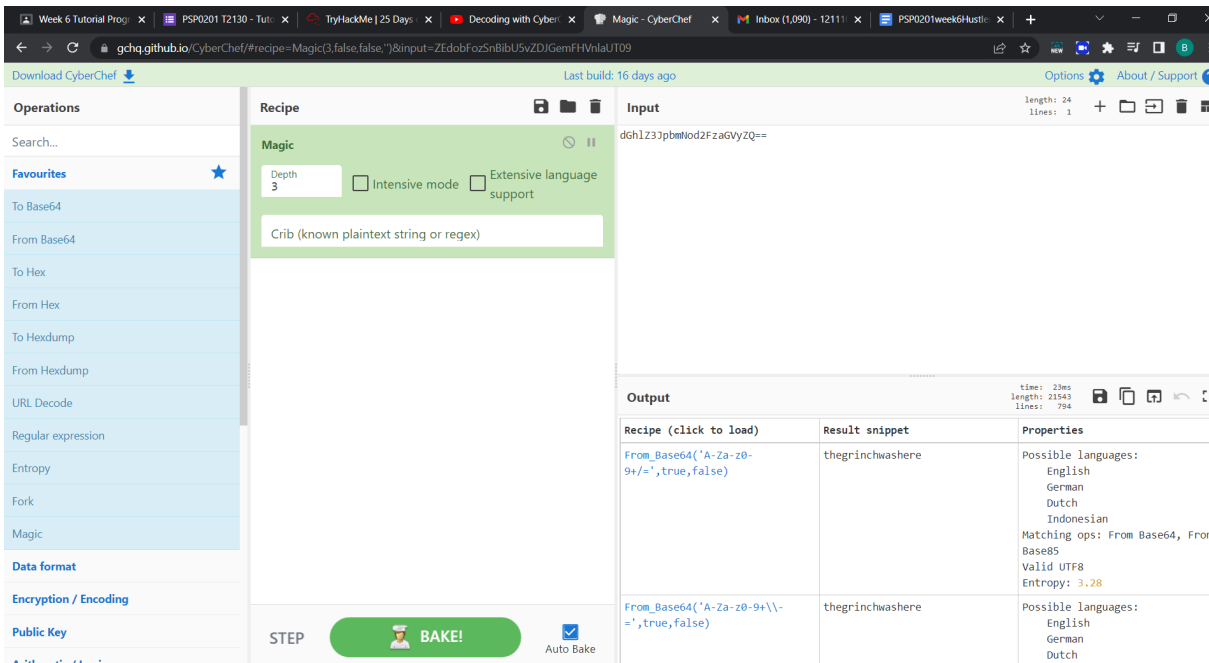 Week 6 Tutorial Progr
PSP0201 T2130 - Tuto
TryHackMe | 25 Days
Decoding with CyberC
Magic - CyberChef
Inbox (1,090) - 12111
PSP0201week6Hustle
gchq.github.io/CyberChef/#recipe=Magic(3,false,false,'')&input=ZEdobFozSnBibU5vZDJGemFHVnlaUT09
NEW
B
Download CyberChef
Last build: 16 days ago
Options
About / Support
Operations
Search...
Favourites
To Base64
From Base64
To Hex
From Hex
To Hexdump
From Hexdump
URL Decode
Regular expression
Entropy
Fork
Magic
Data format
Encryption / Encoding
Public Key
Recipe
Magic
Depth
3
Intensive mode
Extensive language
support
Crib (known plaintext string or regex)
STEP
BAKE!
Auto Bake
Input
length: 24
lines: 1
dGhlZ3JpbmNod2FzaGVyZQ==
Output
time: 23ms
length: 21543
lines: 794
Recipe (click to load)
Result snippet
Properties
From_Base64('A-Za-z0-
9+/=',true,false)
thegrinchwashere
Possible languages:
English
German
Dutch
Indonesian
Matching ops: From Base64, From
Base85
Valid UTF8
Entropy: 3.28
From_Base64('A-Za-z0-9+\\-
=',true,false)
thegrinchwashere
Possible languages:
English
German
Dutch